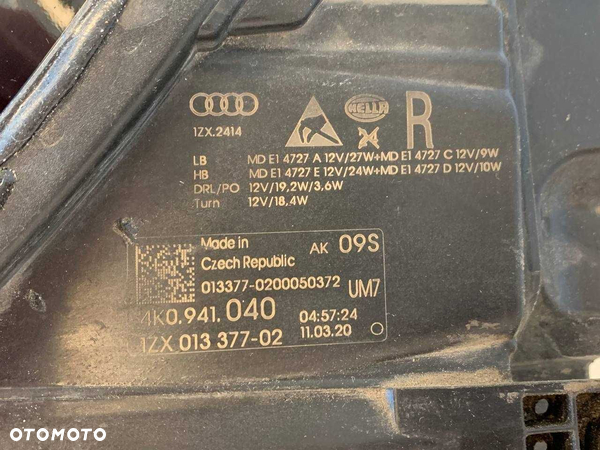 HELLA
R
1ZX.2414
LB MD E1 4727 A 12V/27W+MD E1 4727 C 12V/9W
HB MD E1 4727 E 12V/24W+MD E1 4727 D 12V/10W
DRL/PO 12V/19,2W/3,6W
Turn 12V/18,4W
Made in
Czech Republic
AK 09S
013377-0200050372
UM7
4K0.941.040
04:57:24
1ZX 013 377-02
11.03.20
OTOMOTO